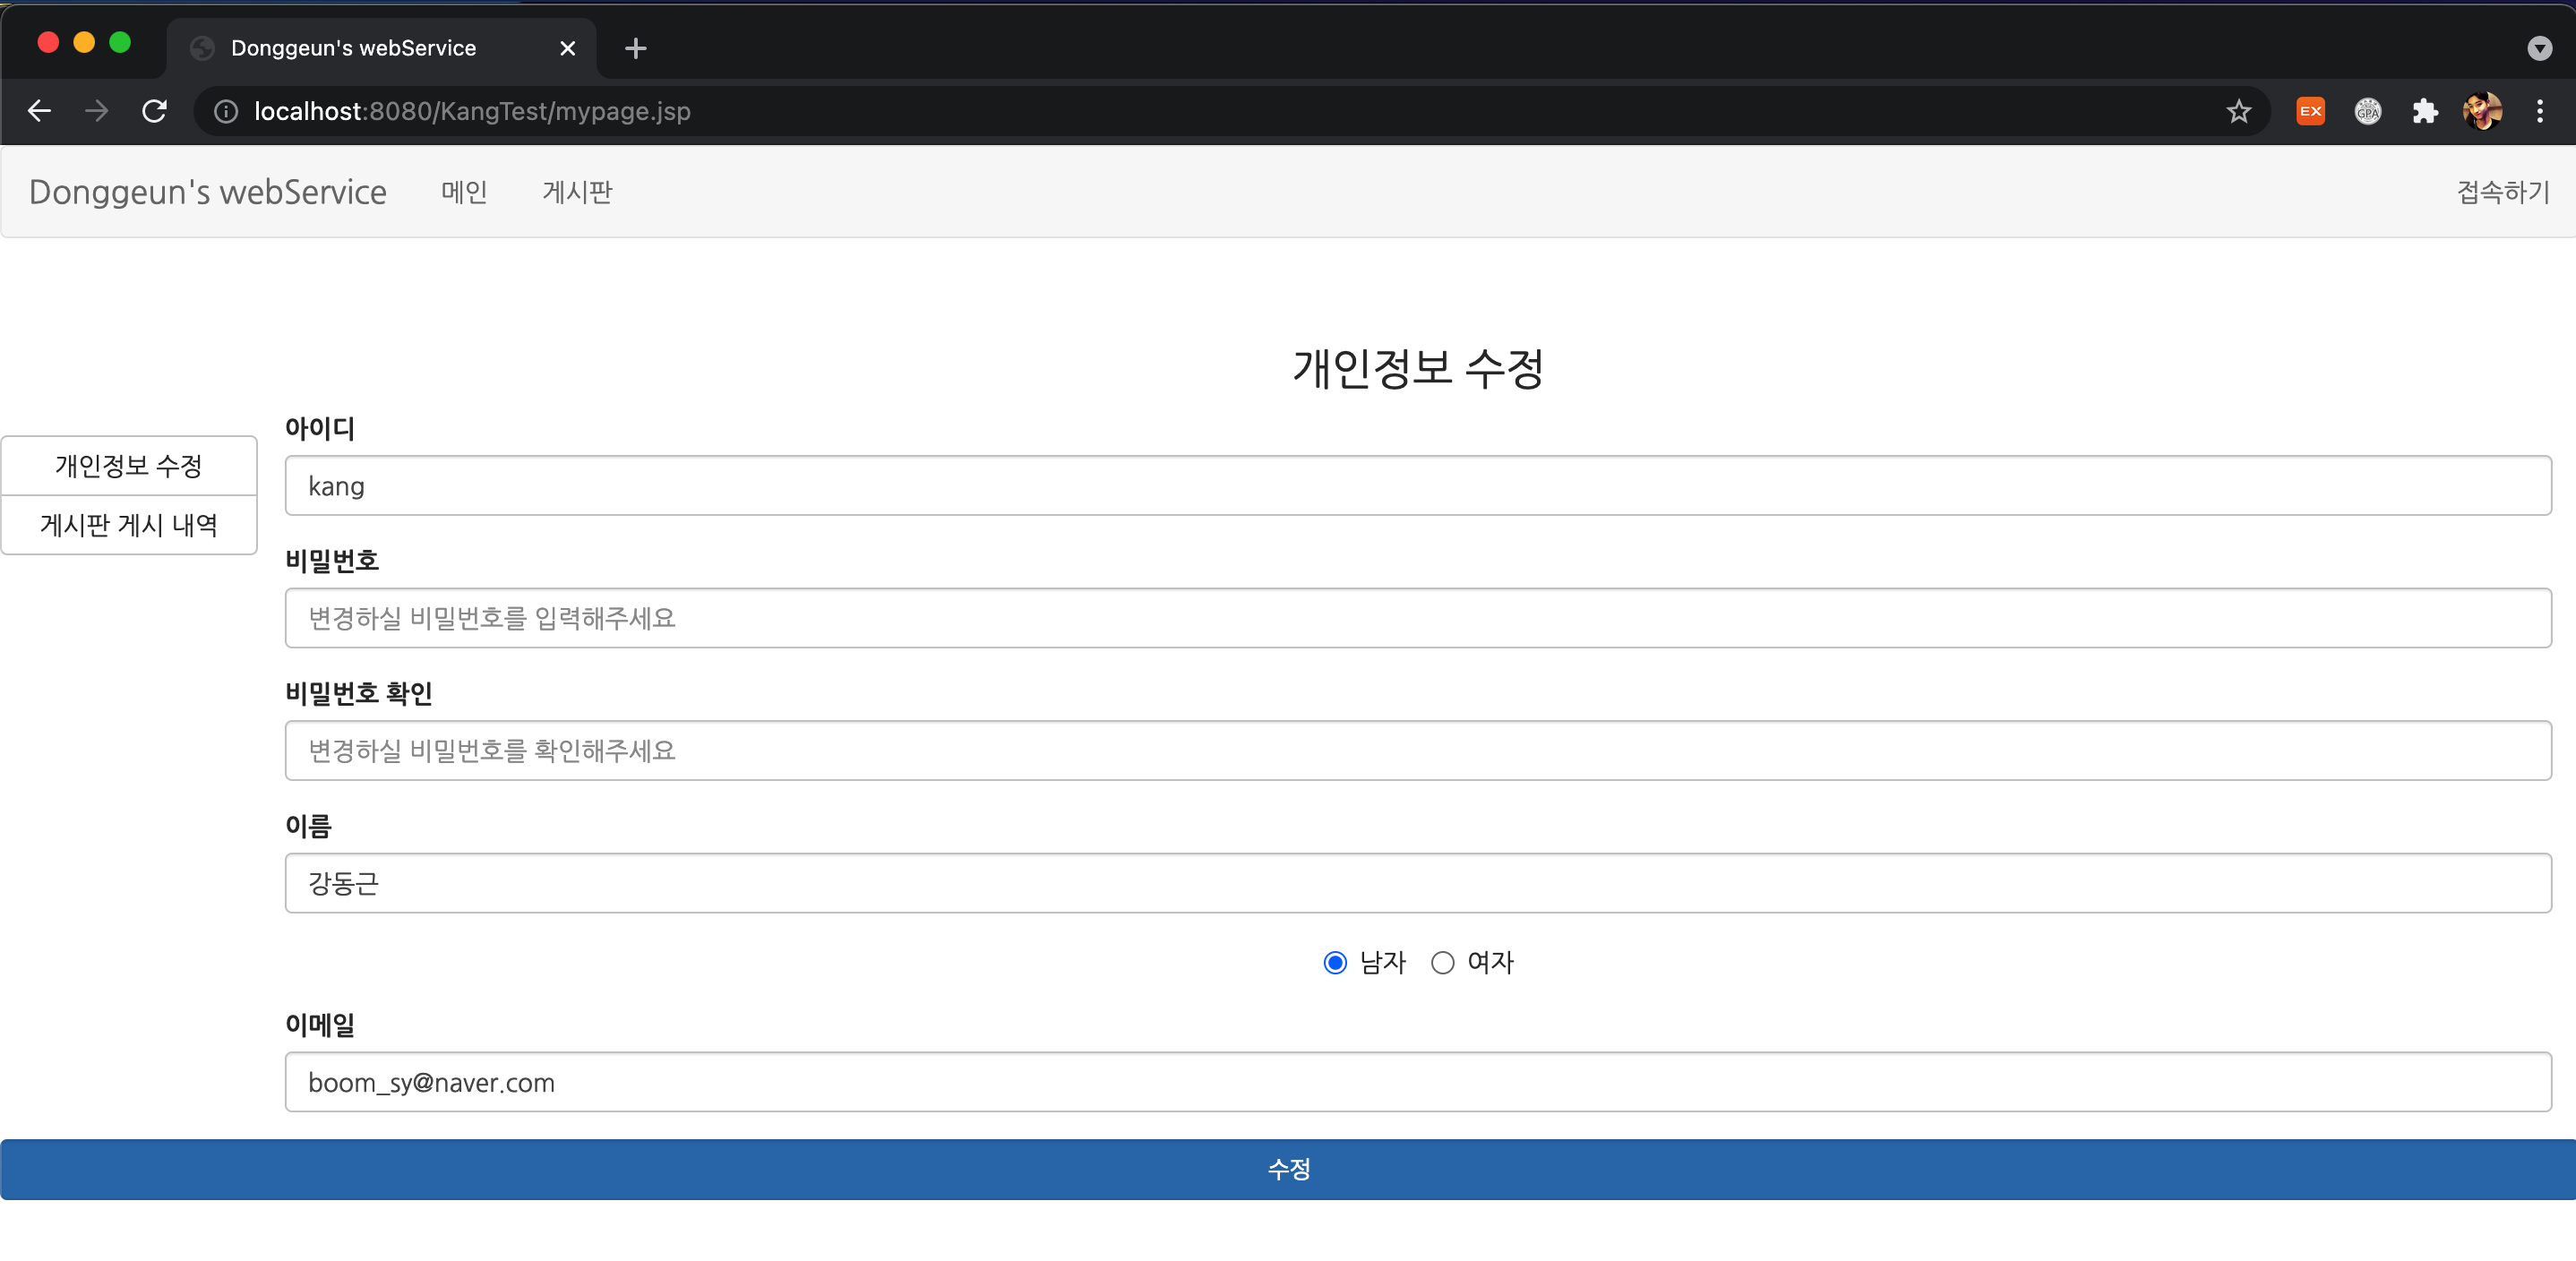 Donggeun's webService
localhost:8080/KangTest/mypage.jsp
EX
GPA
Donggeun's webService 메인 게시판 접속하기
개인정보 수정
개인정보 수정
게시판 게시 내역
아이디
kang
비밀번호
변경하실 비밀번호를 입력해주세요
비밀번호 확인
변경하실 비밀번호를 확인해주세요
이름
강동근
남자 여자
이메일
boom_sy@naver.com
수정